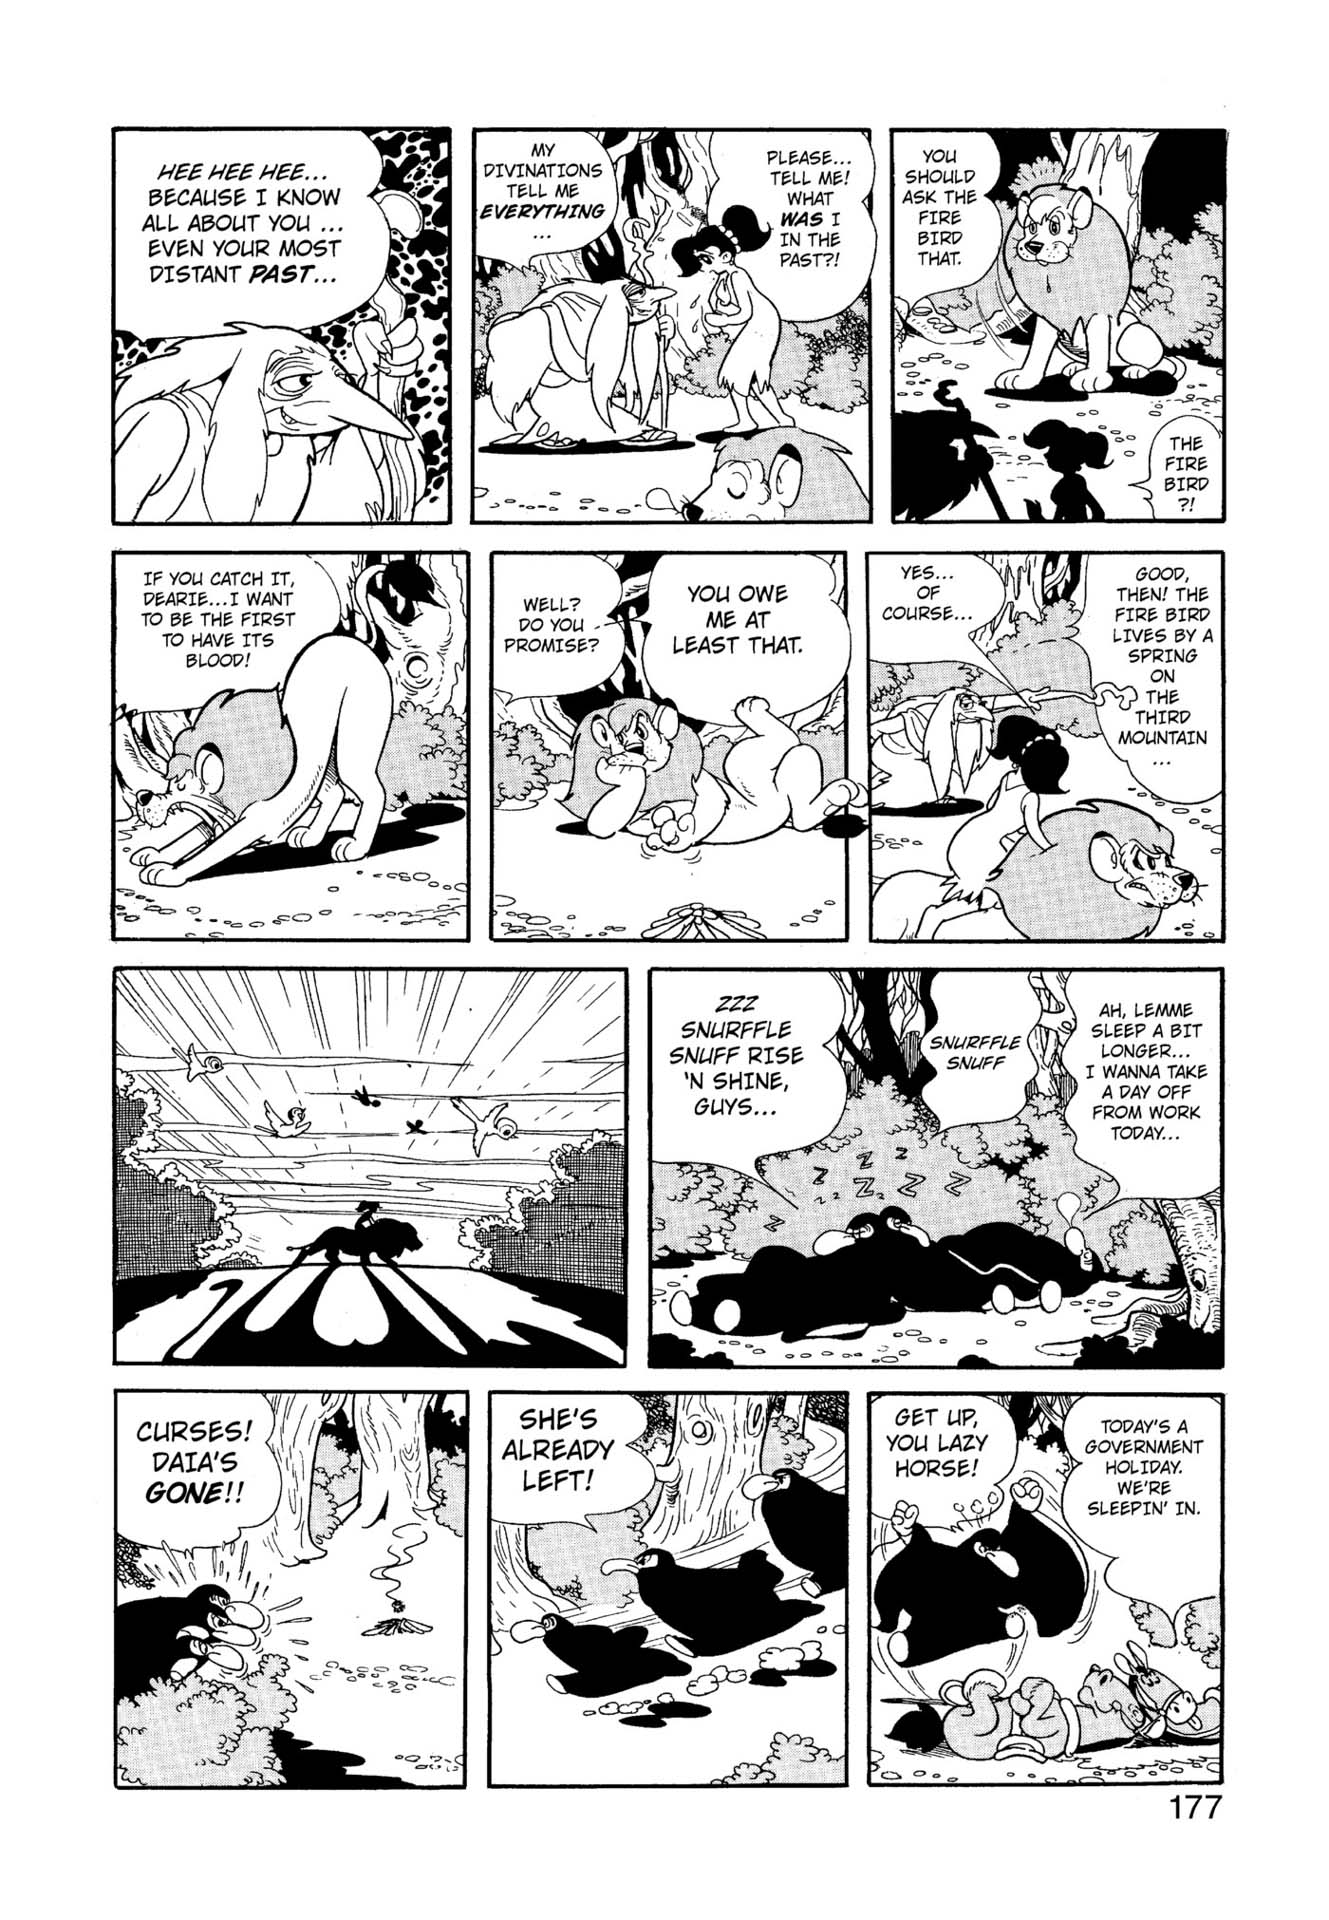 HEE HEE HEE...
BECAUSE I KNOW
ALL ABOUT YOU ...
EVEN YOUR MOST
DISTANT PAST...
MY
DIVINATIONS
TELL ME
EVERYTHING
...
PLEASE...
TELL ME!
WHAT
WAS I
IN THE
PAST?!
YOU
SHOULD
ASK THE
FIRE
BIRD
THAT.
THE
FIRE
BIRD
?!
IF YOU CATCH IT,
DEARIE...I WANT
TO BE THE FIRST
TO HAVE ITS
BLOOD!
WELL?
DO YOU
PROMISE?
YOU OWE
ME AT
LEAST THAT.
YES...
OF
COURSE...
GOOD,
THEN! THE
FIRE BIRD
LIVES BY A
SPRING
ON
THE
THIRD
MOUNTAIN
...
ZZZ
SNURFFLE
SNUFF RISE
'N SHINE,
GUYS...
SNURFFLE
SNUFF
AH, LEMME
SLEEP A BIT
LONGER...
I WANNA TAKE
A DAY OFF
FROM WORK
TODAY...
Z Z Z Z
Z Z Z Z Z
Z
CURSES!
DAIA'S
GONE!!
SHE'S
ALREADY
LEFT!
GET UP,
YOU LAZY
HORSE!
TODAY'S A
GOVERNMENT
HOLIDAY.
WE'RE
SLEEPIN' IN.
177